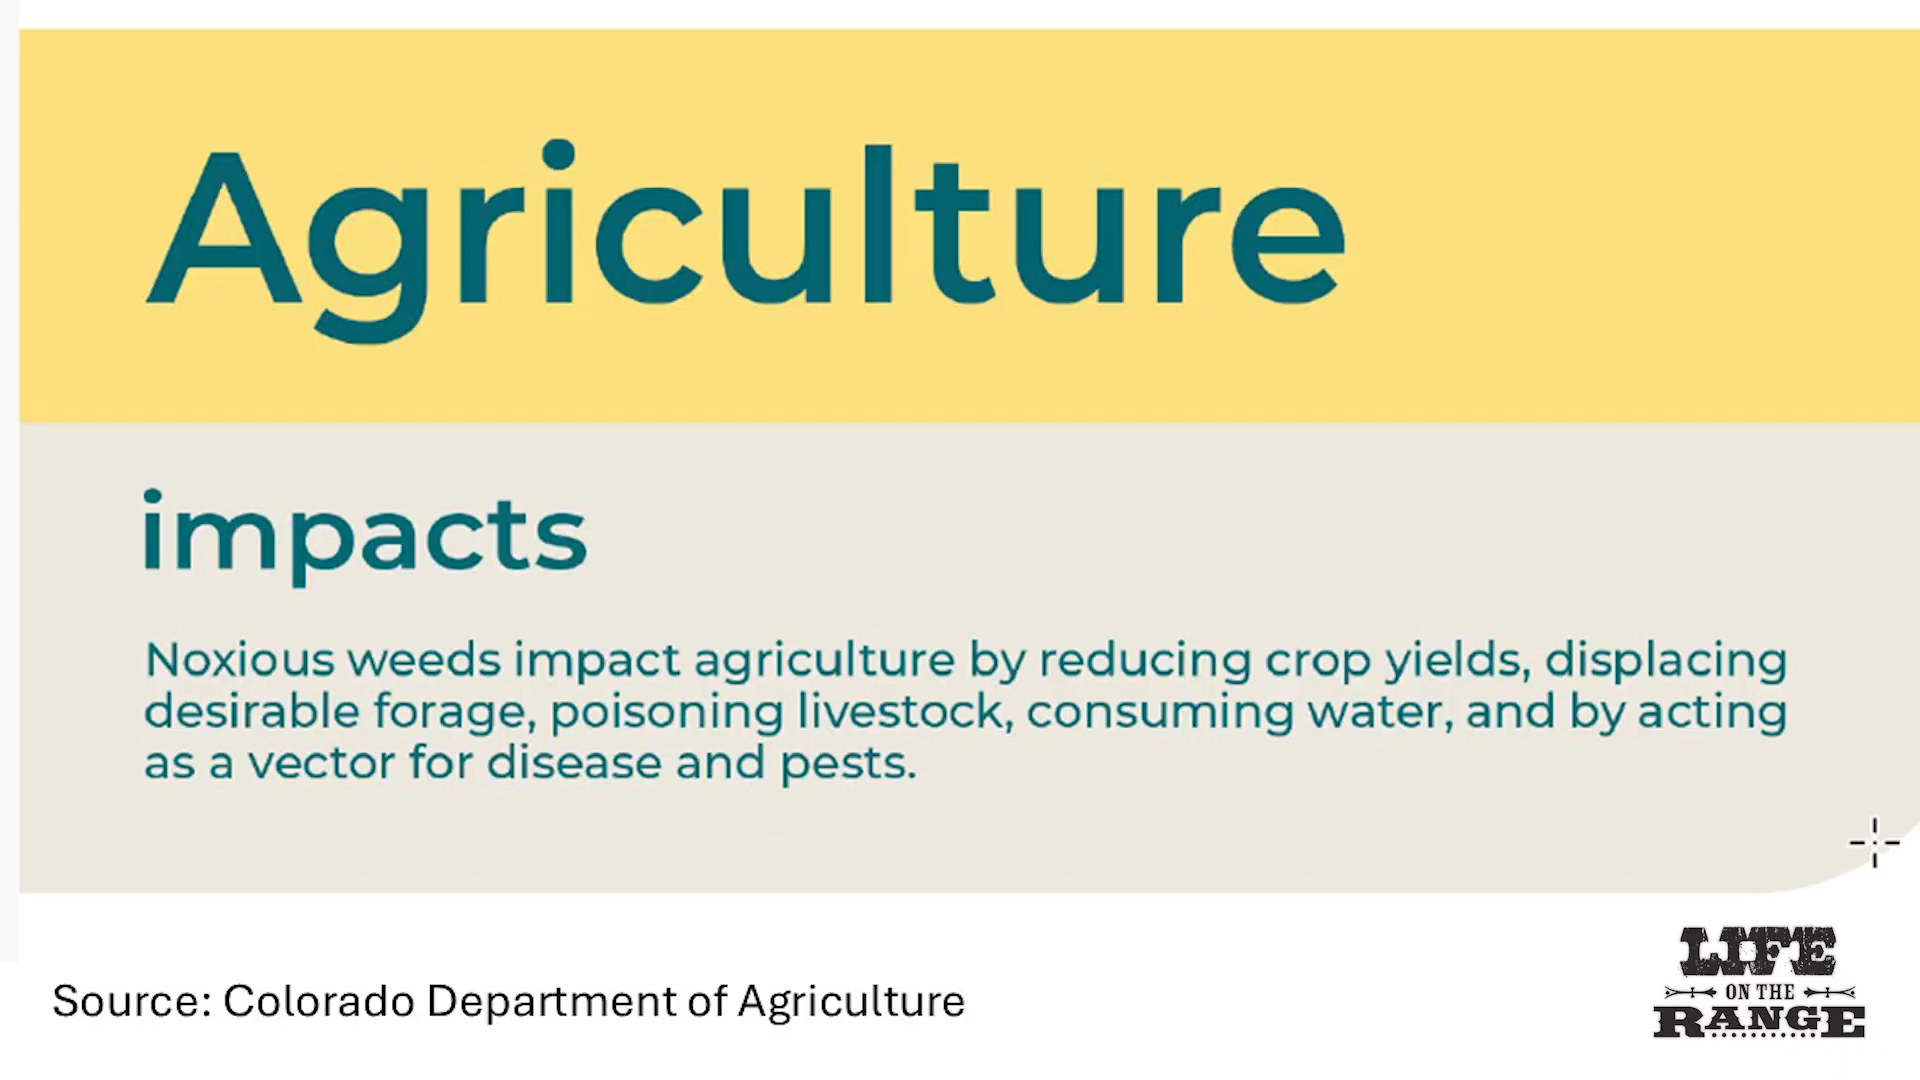 Agriculture
impacts
Noxious weeds impact agriculture by reducing crop yields, displacing
desirable forage, poisoning livestock, consuming water, and by acting
as a vector for disease and pests.
Source: Colorado Department of Agriculture
LIFE
ON THE
RANGE